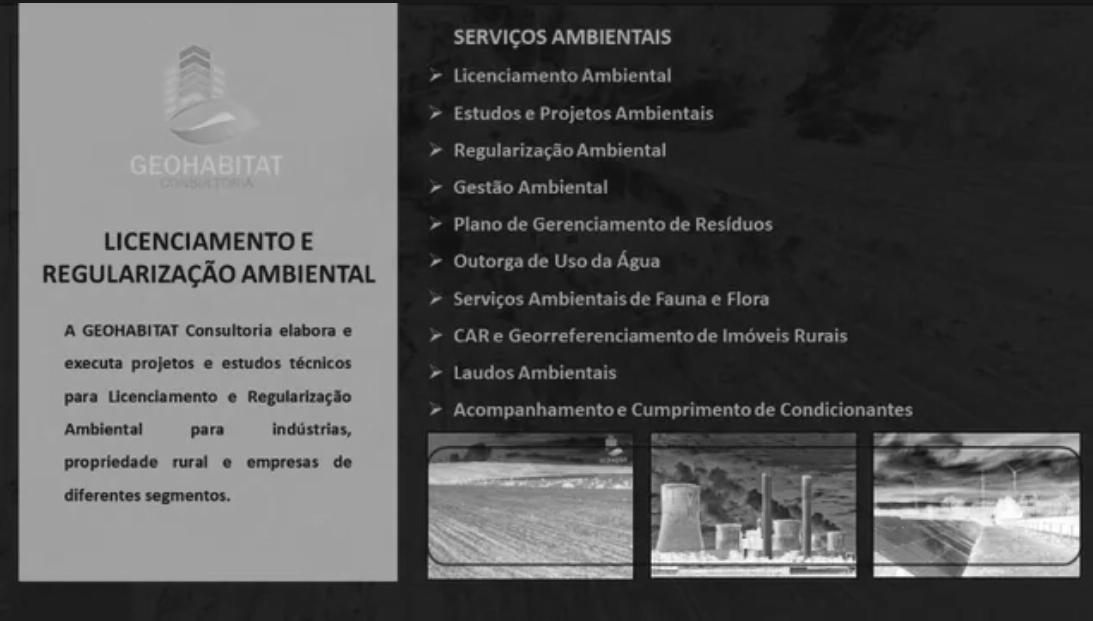 GEOHABITAT
CONSULTORIA
LICENCIAMENTO E
REGULARIZAÇÃO AMBIENTAL
A GEOHABITAT Consultoria elabora e
executa projetos e estudos técnicos
para Licenciamento e Regularização
Ambiental para indústrias,
propriedade rural e empresas de
diferentes segmentos.
SERVIÇOS AMBIENTAIS
➢ Licenciamento Ambiental
➢ Estudos e Projetos Ambientais
➢ Regularização Ambiental
➢ Gestão Ambiental
➢ Plano de Gerenciamento de Resíduos
➢ Outorga de Uso da Água
➢ Serviços Ambientais de Fauna e Flora
➢ CAR e Georreferenciamento de Imóveis Rurais
➢ Laudos Ambientais
➢ Acompanhamento e Cumprimento de Condicionantes
GEOHABITAT